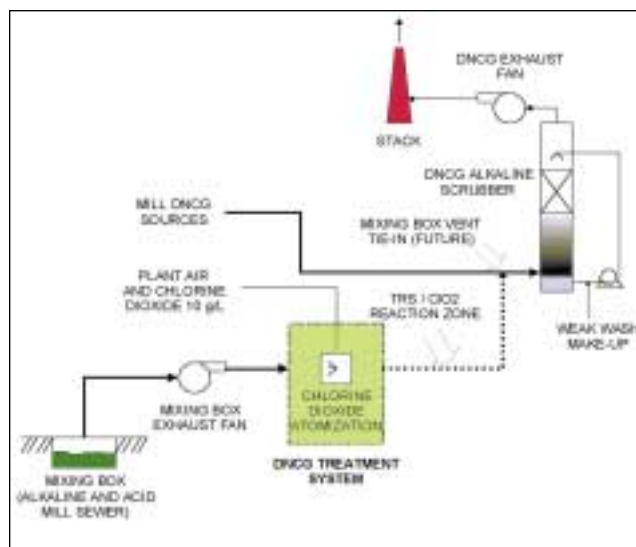 DNCG EXHAUST
FAN
STACK
DNCG ALKALINE
SCRUBBER
MILL DNCG
SOURCES
MIXING BOX VENT
TIE-IN (FUTURE)
PLANT AIR
AND CHLORINE
DIOXIDE 10 g/L
TRS / ClO2
REACTION ZONE
WEAK WASH
MAKE-UP
CHLORINE
DIOXIDE
ATOMIZATION
MIXING BOX
EXHAUST FAN
DNCG TREATMENT
SYSTEM
MIXING BOX
(ALKALINE AND ACID
MILL SEWER)